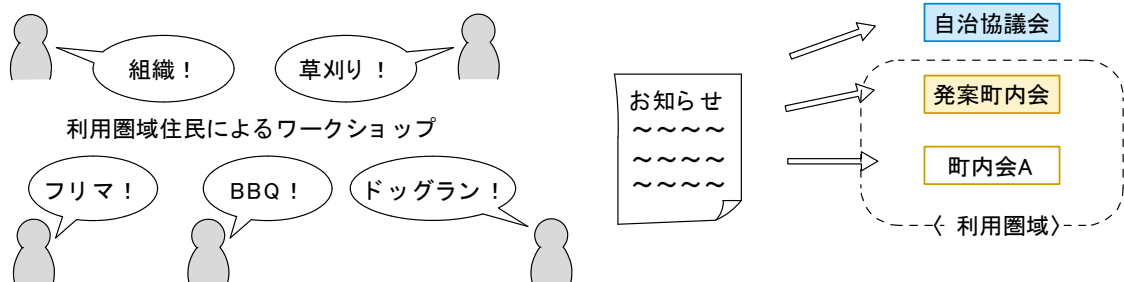 組織！
草刈り！
利用圏域住民によるワークショップ
フリマ！
BBQ！
ドッグラン！
お知らせ
～～～～
～～～～
～～～～
自治協議会
発案町内会
町内会A
〈 利用圏域〉